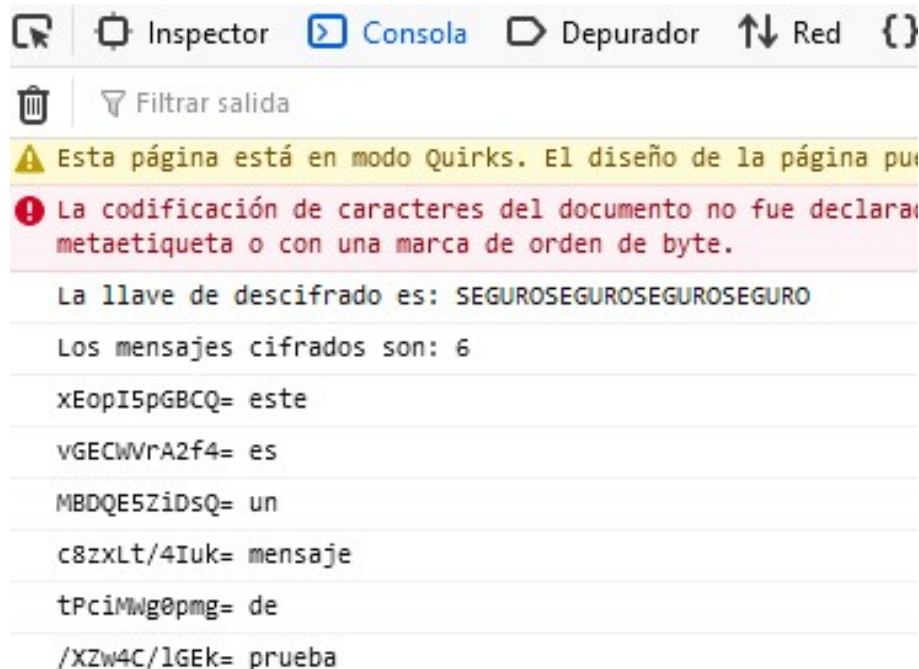 Inspector Consola Depurador Red {}
Filtrar salida
Esta página está en modo Quirks. El diseño de la página
La codificación de caracteres del documento no fue
metaetiqueta o con una marca de orden de byte.
La llave de descifrado es: SEGUROSEGUROSEGUROSEGURO
Los mensajes cifrados son: 6
xEopI5pGBCQ= este
vGECWVrA2f4= es
MBDQE5ZiDsQ= un
c8zxLt/4Iuk= mensaje
tPciMWg0pmg= de
/XZw4C/lGEk= prueba